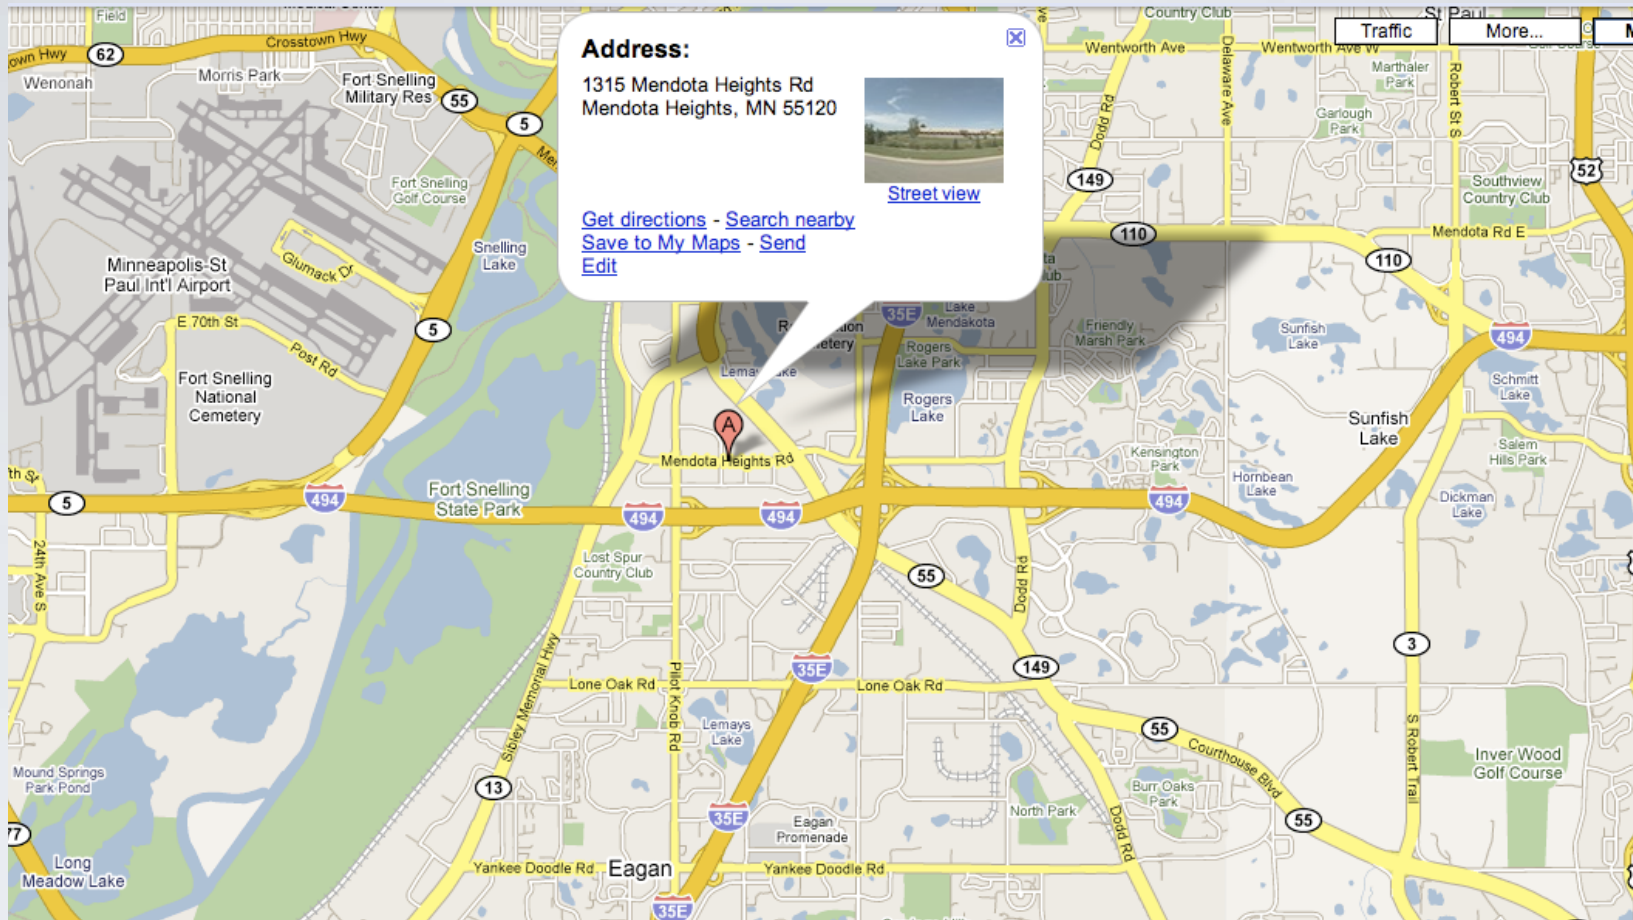 Field
Country Club
St Paul
Traffic
More...
Crosstown Hwy
own Hwy
62
Wenonah
Morris Park
Fort Snelling
Military Res
55
5
Address:
1315 Mendota Heights Rd
Mendota Heights, MN 55120
Street view
Get directions - Search nearby
Save to My Maps - Send
Edit
Wentworth Ave
Wentworth Ave W
Delaware Ave
Marthaler
Park
Robert St S
Dodd Rd
Garlough
Park
149
52
Southview
Country Club
Fort Snelling
Golf Course
110
Mendota Rd E
110
Snelling
Lake
Glumack Dr
Minneapolis-St
Paul Int'l Airport
E 70th St
5
Post Rd
35E
Lake
Mendakota
Rogers
Lake Park
Friendly
Marsh Park
Sunfish
Lake
494
Fort Snelling
National
Cemetery
Rogers
Lake
Schmitt
Lake
A
Sunfish
Lake
Mendota Heights Rd
Kensington
Park
Salem
Hills Park
Hornbean
Lake
Dickman
Lake
5
494
Fort Snelling
State Park
494
494
494
24th Ave S
Lost Spur
Country Club
55
Dodd Rd
3
Sibley Memorial Hwy
Pilot Knob Rd
35E
149
Lone Oak Rd
Lone Oak Rd
Lemays
Lake
55
Courthouse Blvd
S Robert Trail
Inver Wood
Golf Course
Mound Springs
Park Pond
13
35E
North Park
Burr Oaks
Park
55
77
Eagan
Promenade
Dodd Rd
Long
Meadow Lake
Yankee Doodle Rd
Eagan
Yankee Doodle Rd
35E